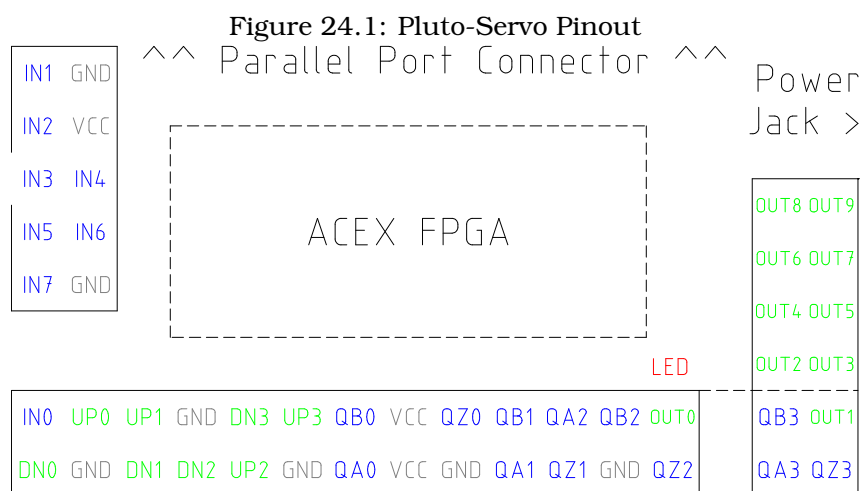 Figure 24.1: Pluto-Servo Pinout
^^ Parallel Port Connector ^^
Power
Jack >
IN1 GND
IN2 VCC
IN3 IN4
IN5 IN6
IN7 GND
ACEX FPGA
OUT8 OUT9
OUT6 OUT7
OUT4 OUT5
OUT2 OUT3
LED
IN0 UP0 UP1 GND DN3 UP3 QB0 VCC QZ0 QB1 QA2 QB2 OUT0
DN0 GND DN1 DN2 UP2 GND QA0 VCC GND QA1 QZ1 GND QZ2
QB3 OUT1
QA3 QZ3